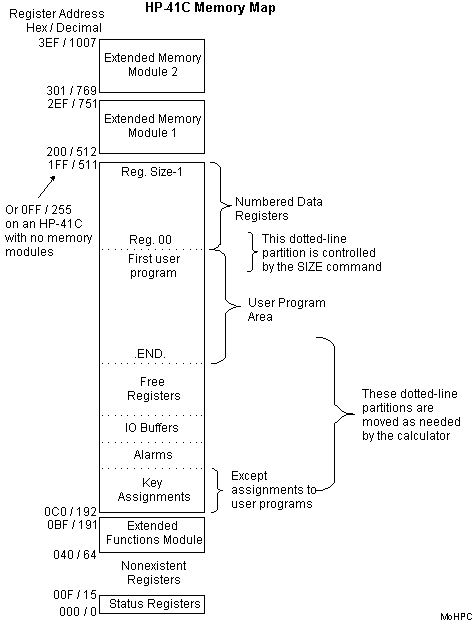 HP-41C Memory Map
Register Address
Hex / Decimal
3EF / 1007
Extended Memory
Module 2
301 / 769
2EF / 751
Extended Memory
Module 1
200 / 512
1FF / 511
Reg. Size-1
Or 0FF / 255
on an HP-41C
with no memory
modules
Numbered Data
Registers
Reg. 00
This dotted-line
partition is controlled
by the SIZE command
First user
program
User Program
Area
.END.
Free
Registers
These dotted-line
partitions are
moved as needed
by the calculator
IO Buffers
Alarms
Key
Assignments
Except
assignments to
user programs
0C0 / 192
0BF / 191
Extended
Functions Module
040 / 64
Nonexistent
Registers
00F / 15
Status Registers
000 / 0
MoHPC